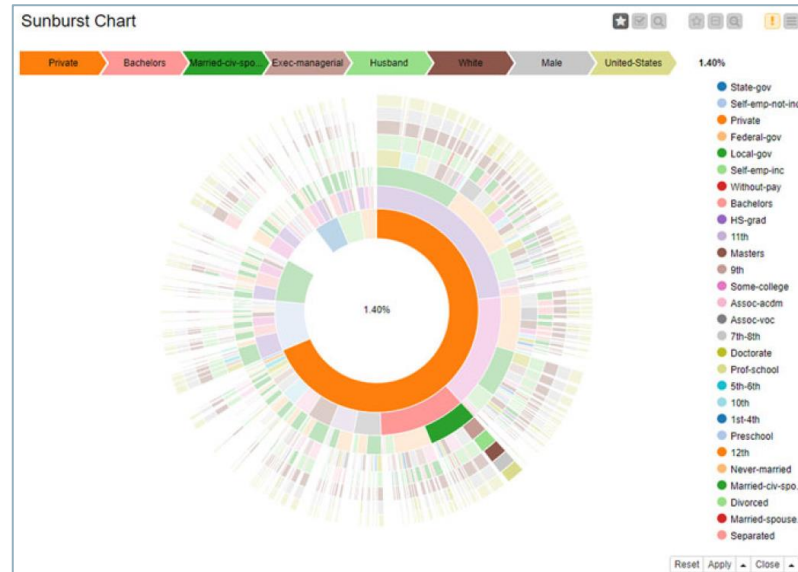 Sunburst Chart
Private Bachelors Married-civ-spo... Exec-managerial Husband White Male United-States 1.40%
State-gov
Self-emp-not-inc
Private
Federal-gov
Local-gov
Self-emp-inc
Without-pay
Bachelors
HS-grad
11th
Masters
9th
Some-college
Assoc-acdm
Assoc-voc
7th-8th
Doctorate
Prof-school
5th-6th
10th
1st-4th
Preschool
12th
Never-married
Married-civ-spo...
Divorced
Married-spouse...
Separated
1.40%
Reset Apply Close